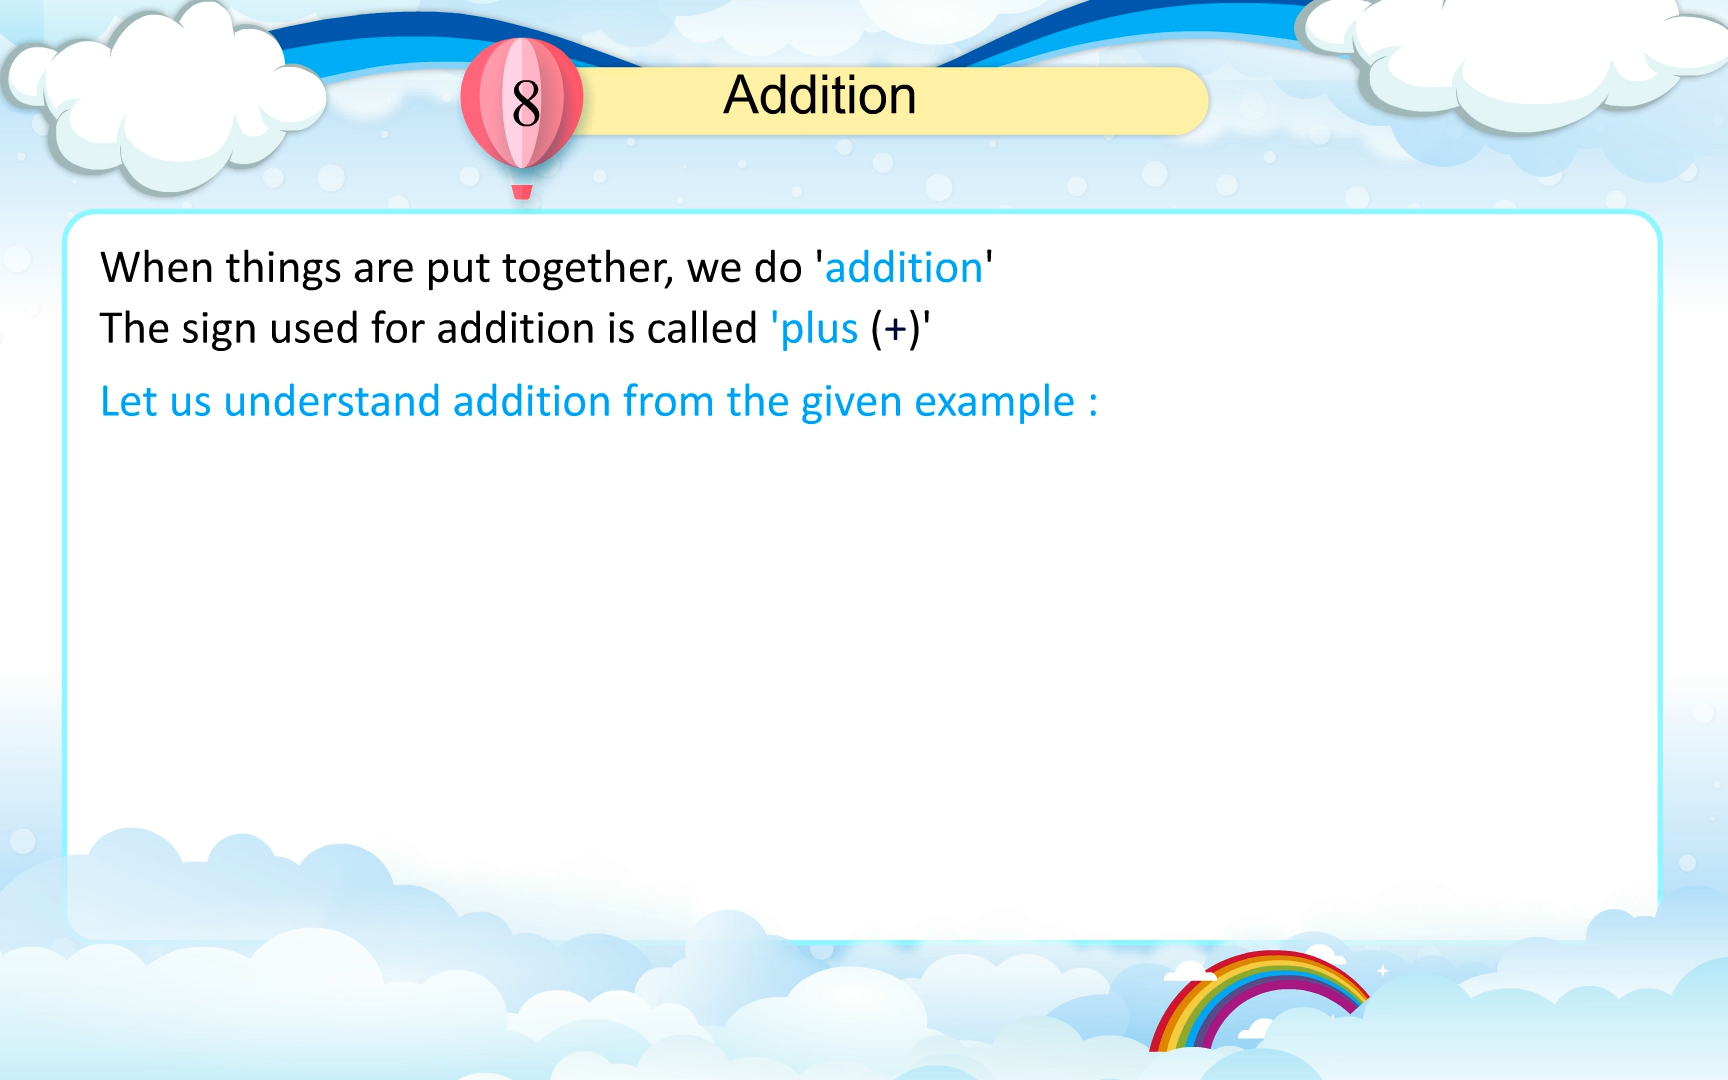 8
Addition
When things are put together, we do 'addition'
The sign used for addition is called 'plus (+)'
Let us understand addition from the given example :